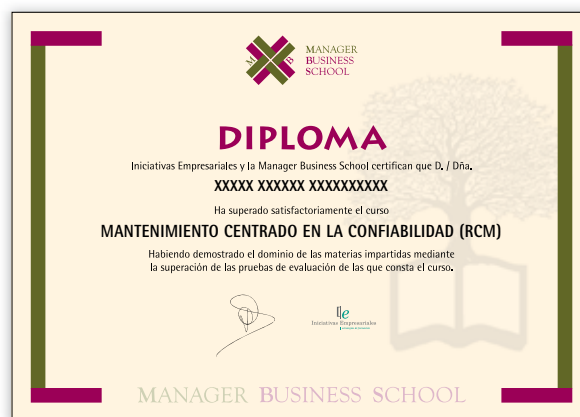 M B S
MANAGER
BUSINESS
SCHOOL
DIPLOMA
Iniciativas Empresariales y la Manager Business School certifican que D. / Dña.
XXXXX XXXXXX XXXXXXXXXX
Ha superado satisfactoriamente el curso
MANTENIMIENTO CENTRADO EN LA CONFIABILIDAD (RCM)
Habiendo demostrado el dominio de las materias impartidas mediante
la superación de las pruebas de evaluación de las que consta el curso.
Iniciativas Empresariales
MANAGER BUSINESS SCHOOL